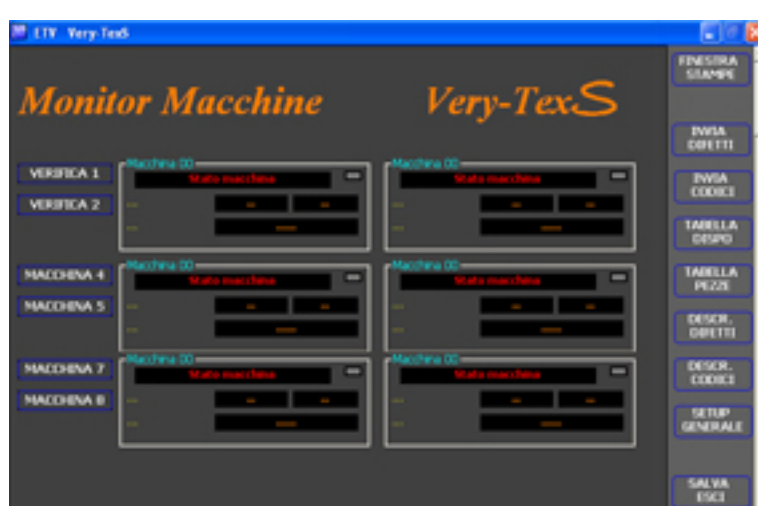 ETV Very-TexS
Monitor Macchine
Very-TexS
VERIFICA 1
VERIFICA 2
Macchina 00
Stato macchina
Macchina 00
Stato macchina
MACCHINA 4
MACCHINA 5
Macchina 00
Stato macchina
Macchina 00
Stato macchina
MACCHINA 7
MACCHINA 8
Macchina 00
Stato macchina
Macchina 00
Stato macchina
FINESTRA
STAMPE
INVIA
DIFETTI
INVIA
CODICI
TABELLA
DISPO
TABELLA
PEZZE
DESCR.
DIFETTI
DESCR.
CODICI
SETUP
GENERALE
SALVA
ESCI